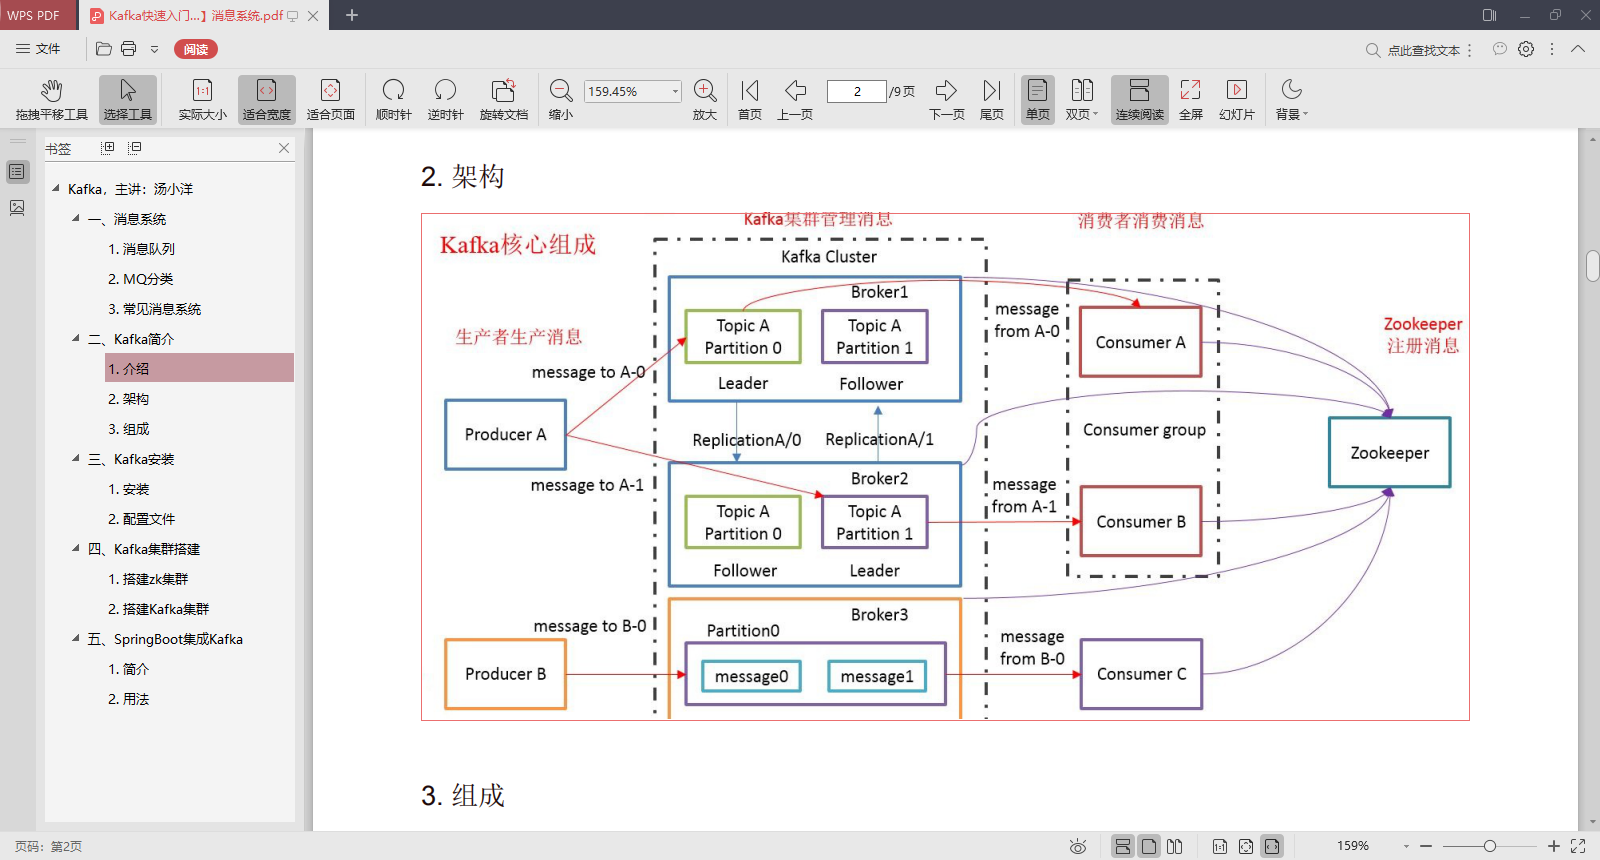 WPS PDF
Kafka快速入门...】消息系统.pdf
文件
阅读
点此查找文本
拖拽平移工具
选择工具
实际大小
适合宽度
适合页面
顺时针
逆时针
旋转文档
缩小
159.45%
放大
首页
上一页
2
/9页
下一页
尾页
单页
双页
连续阅读
全屏
幻灯片
背景
书签
Kafka，主讲：汤小洋
一、消息系统
1. 消息队列
2. MQ分类
3. 常见消息系统
二、Kafka简介
1. 介绍
2. 架构
3. 组成
三、Kafka安装
1. 安装
2. 配置文件
四、Kafka集群搭建
1. 搭建zk集群
2. 搭建Kafka集群
五、SpringBoot集成Kafka
1. 简介
2. 用法
2. 架构
Kafka核心组成
Kafka集群管理消息
消费者消费消息
Kafka Cluster
Broker1
Topic A
Partition 0
Topic A
Partition 1
Leader
Follower
生产者生产消息
message to A-0
Producer A
message to A-1
ReplicationA/0
ReplicationA/1
Broker2
Topic A
Partition 0
Topic A
Partition 1
Follower
Leader
message
from A-0
Consumer A
Consumer group
message
from A-1
Consumer B
Zookeeper
注册消息
Zookeeper
message to B-0
Producer B
Broker3
Partition0
message0
message1
message
from B-0
Consumer C
3. 组成
页码：第2页
159%